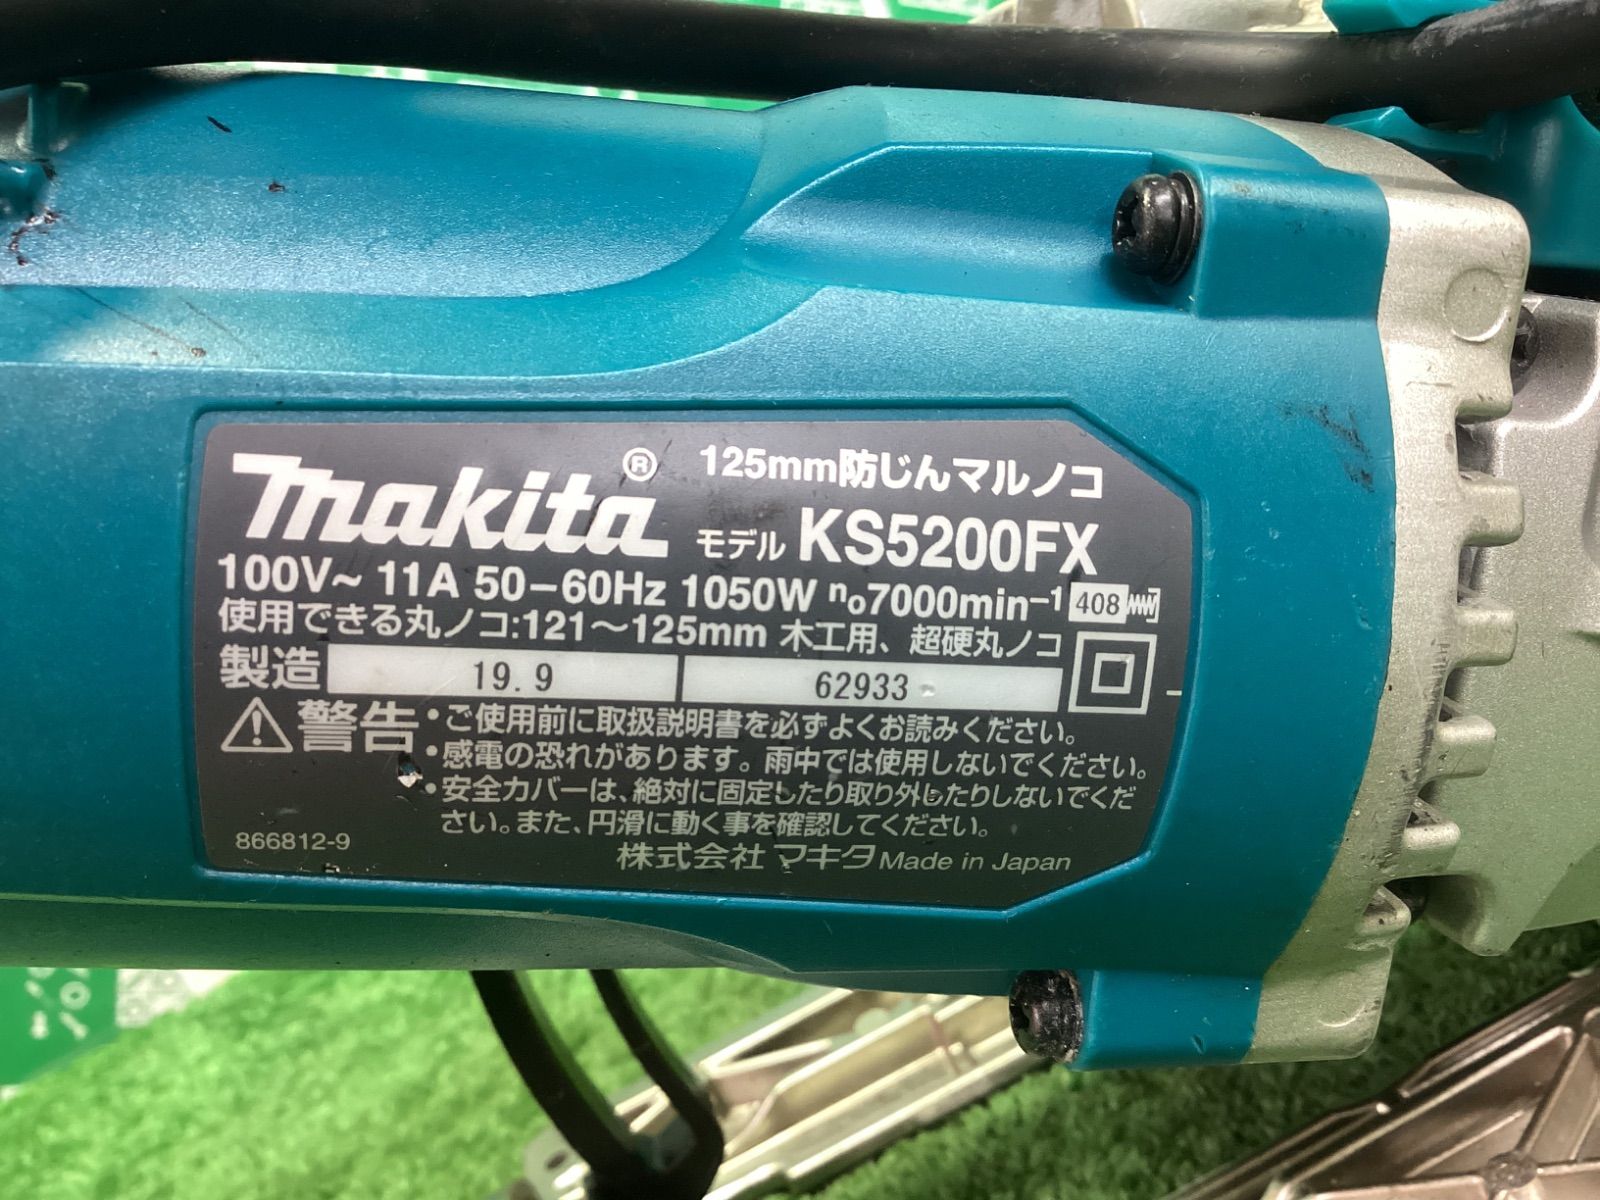 makita® 125mm防じんマルノコ
モデル KS5200FX
100V~ 11A 50-60Hz 1050W no7000min-1 408
使用できる丸ノコ:121～125mm 木工用、超硬丸ノコ
製造 19.9 62933
警告 ・ご使用前に取扱説明書を必ずよくお読みください。
・感電の恐れがあります。雨中では使用しないでください。
・安全カバーは、絶対に固定したり取り外したりしないでくだ
さい。また、円滑に動く事を確認してください。
866812-9
株式会社 マキタ Made in Japan